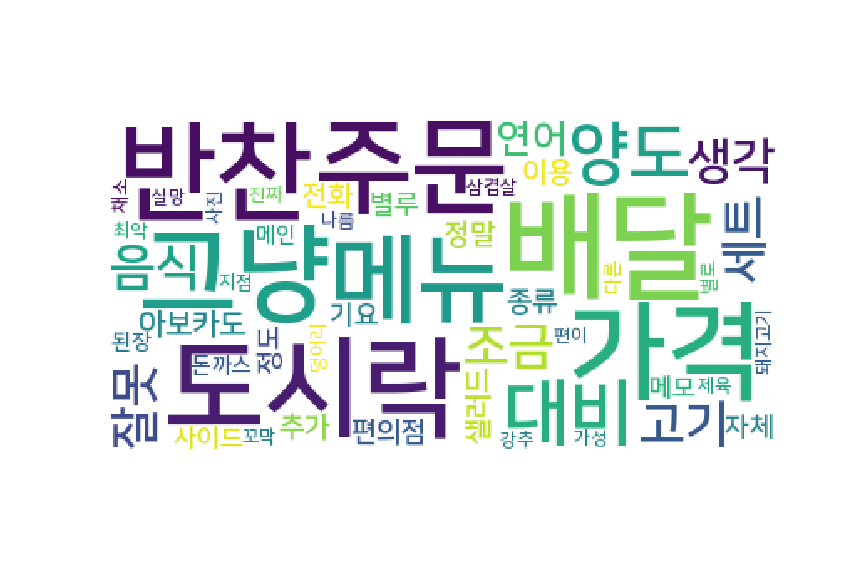 반찬
주문
연어
양도
생각
채소
실망
사진
진짜
전화
나름
별루
삼겹살
이용
정말
배달
세트
최악
음식
지점
그냥
메인
메뉴
기요
종류
다른
별로
아보카도
된장
돈까스
정도
덩어리
조금
편이
가격
돼지고기
잘못
도시락
샐러드
대비
메모
제육
고기
자체
사이드
꼬막
추가
편의점
강추
가성